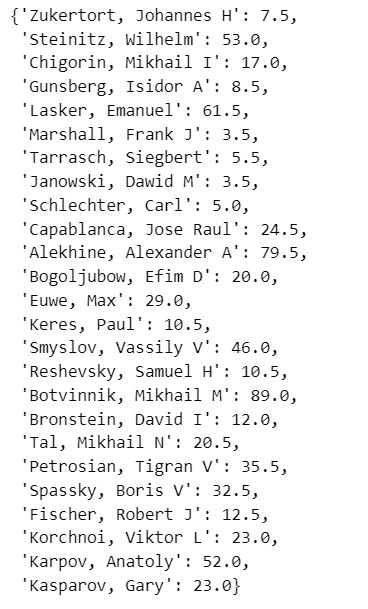 {'Zukertort, Johannes H': 7.5,
'Steinitz, Wilhelm': 53.0,
'Chigorin, Mikhail I': 17.0,
'Gunsberg, Isidor A': 8.5,
'Lasker, Emanuel': 61.5,
'Marshall, Frank J': 3.5,
'Tarrasch, Siegbert': 5.5,
'Janowski, Dawid M': 3.5,
'Schlechter, Carl': 5.0,
'Capablanca, Jose Raul': 24.5,
'Alekhine, Alexander A': 79.5,
'Bogoljubow, Efim D': 20.0,
'Euwe, Max': 29.0,
'Keres, Paul': 10.5,
'Smyslov, Vassily V': 46.0,
'Reshevsky, Samuel H': 10.5,
'Botvinnik, Mikhail M': 89.0,
'Bronstein, David I': 12.0,
'Tal, Mikhail N': 20.5,
'Petrosian, Tigran V': 35.5,
'Spassky, Boris V': 32.5,
'Fischer, Robert J': 12.5,
'Korchnoi, Viktor L': 23.0,
'Karpov, Anatoly': 52.0,
'Kasparov, Gary': 23.0}